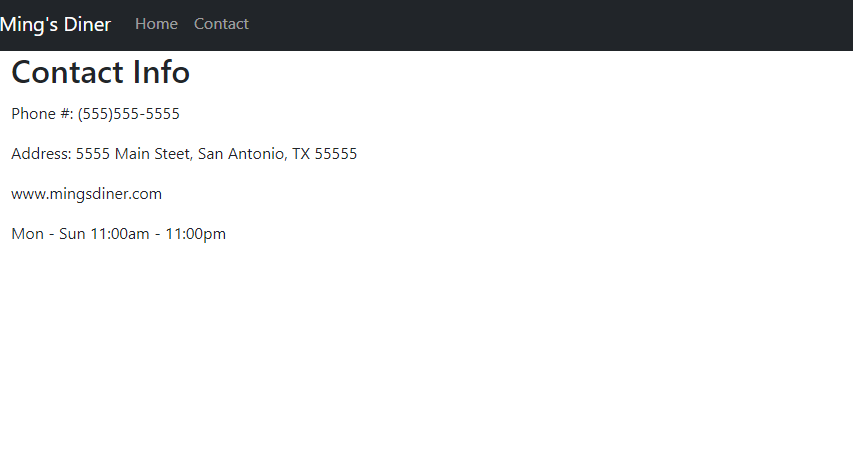 Ming's Diner Home Contact
Contact Info
Phone #: (555)555-5555
Address: 5555 Main Steet, San Antonio, TX 55555
www.mingsdiner.com
Mon - Sun 11:00am - 11:00pm